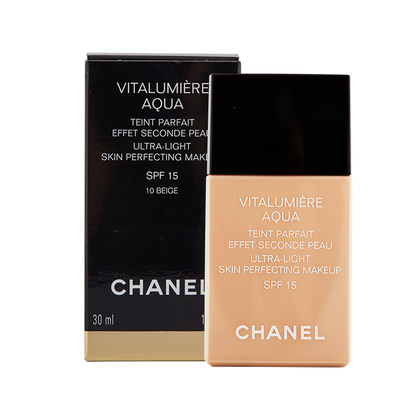 VITALUMIÈRE
AQUA
TEINT PARFAIT
EFFET SECONDE PEAU
ULTRA-LIGHT
SKIN PERFECTING
SPF 15
10 BEIGE
CHANEL
30 ml
VITALUMIÈRE
AQUA
TEINT PARFAIT
EFFET SECONDE PEAU
ULTRA-LIGHT
SKIN PERFECTING MAKEUP
SPF 15
CHANEL